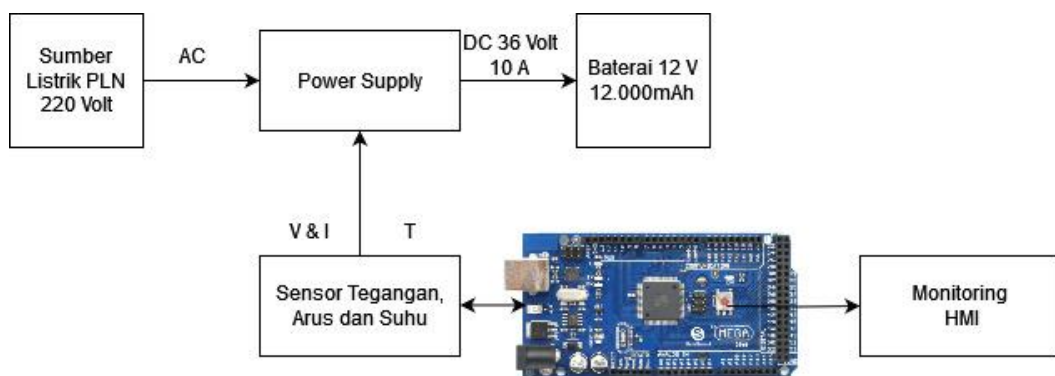 Sumber
Listrik PLN
220 Volt
AC
Power Supply
DC 36 Volt
10 A
Baterai 12 V
12.000mAh
V & I
T
Sensor Tegangan,
Arus dan Suhu
MEGA
Monitoring
HMI